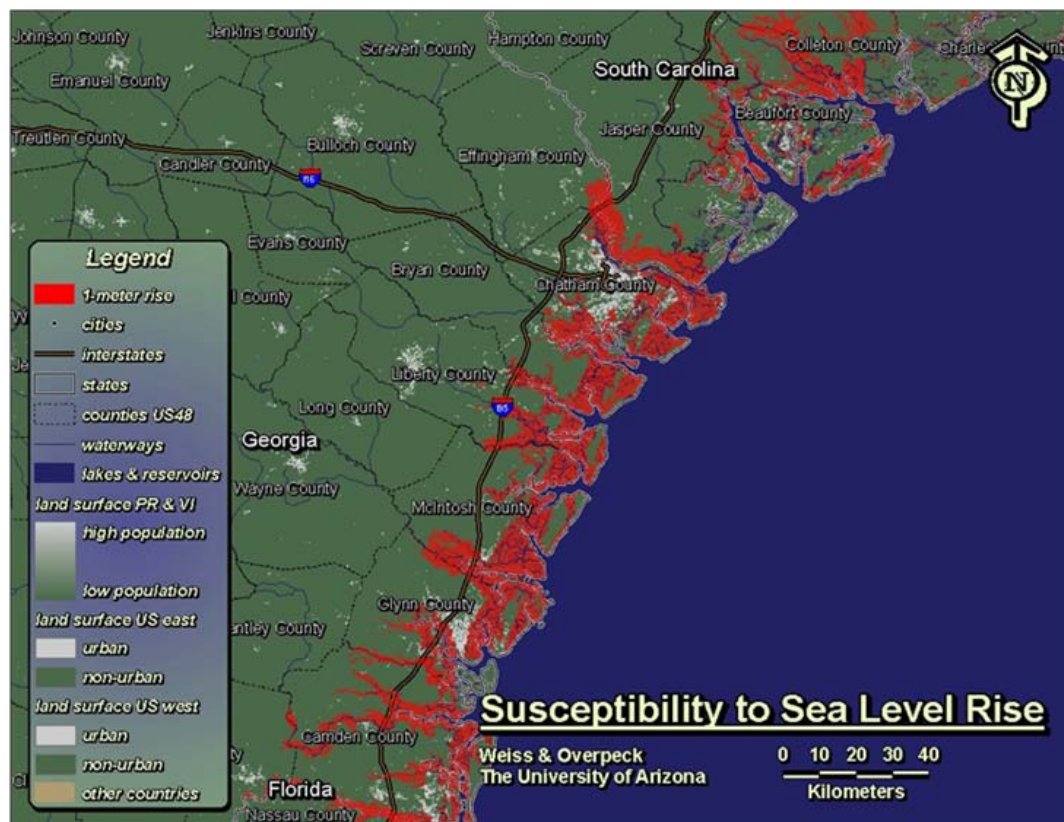 Johnson County
Jenkins County
Screven County
Hampton County
Colleton County
Emanuel County
South Carolina
N
Treutlen County
Bulloch County
Jasper County
Beaufort County
Candler County
Effingham County
Evans County
Bryan County
Chatham County
Liberty County
Long County
Georgia
Wayne County
McIntosh County
Glynn County
Camden County
Florida
Nassau County
Legend
1-meter rise
cities
interstates
states
counties US48
waterways
lakes & reservoirs
land surface PR & VI
high population
low population
land surface US east
urban
non-urban
land surface US west
urban
non-urban
other countries
Susceptibility to Sea Level Rise
Weiss & Overpeck
The University of Arizona
0 10 20 30 40
Kilometers